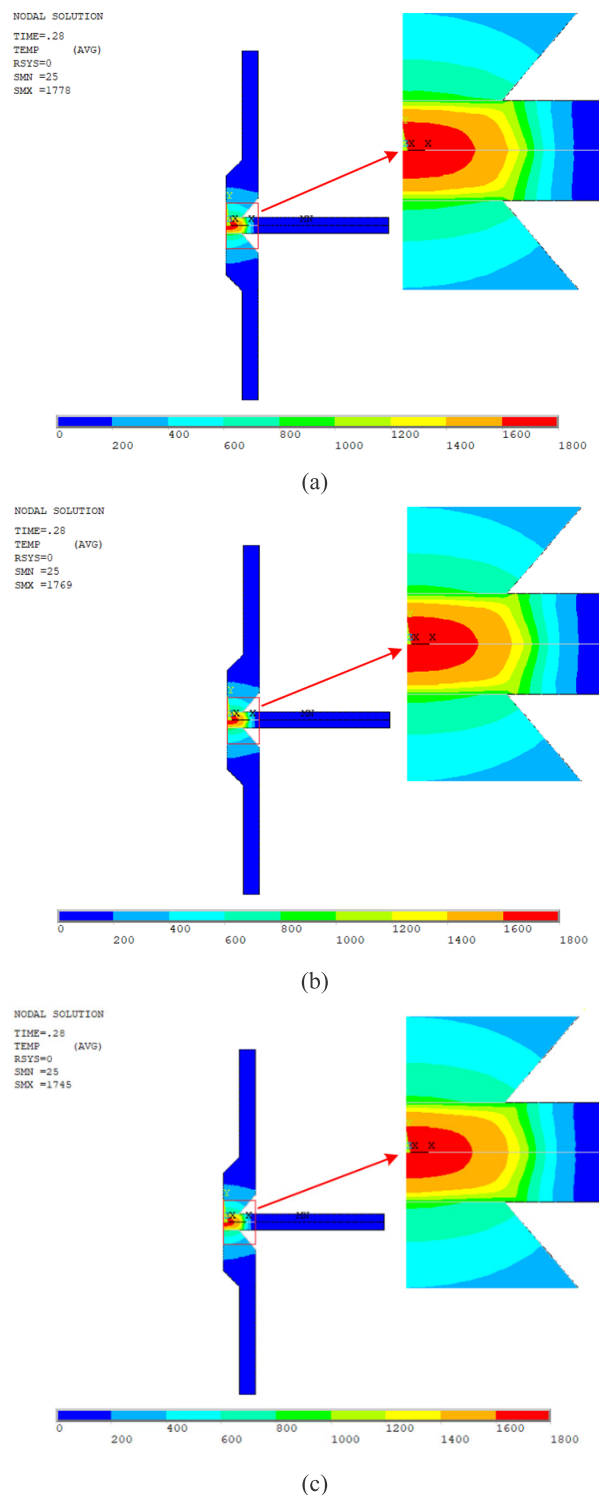 NODAL SOLUTION
TIME=.28
TEMP (AVG)
RSYS=0
SMN =25
SMX =1778
Y
X X
X X MN
0 400 800 1200 1600
200 600 1000 1400 1800
(a)
NODAL SOLUTION
TIME=.28
TEMP (AVG)
RSYS=0
SMN =25
SMX =1769
X X
Y
X X MN
0 400 800 1200 1600
200 600 1000 1400 1800
(b)
NODAL SOLUTION
TIME=.28
TEMP (AVG)
RSYS=0
SMN =25
SMX =1745
X X
Y
X X MN
0 400 800 1200 1600
200 600 1000 1400 1800
(c)